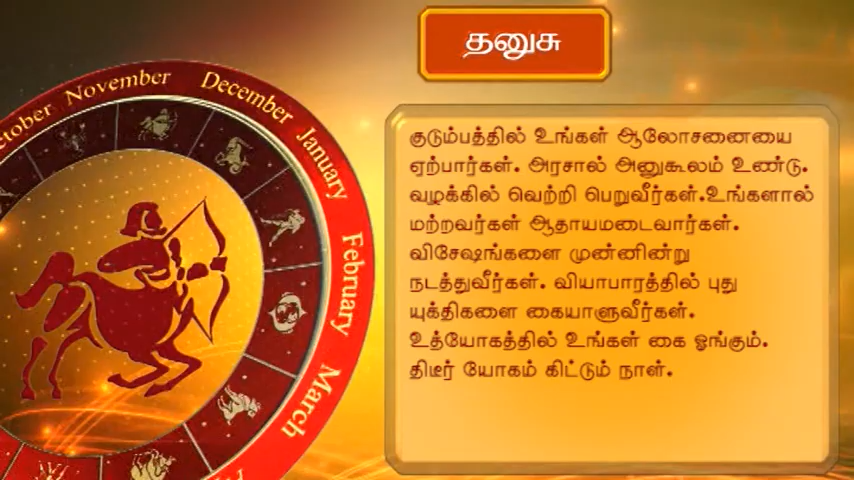 தனுசு
குடும்பத்தில் உங்கள் ஆலோசனையை
ஏற்பார்கள். அரசால் அனுகூலம் உண்டு.
வழக்கில் வெற்றி பெறுவீர்கள்.உங்களால்
மற்றவர்கள் ஆதாயமடைவார்கள்.
விசேஷங்களை முன்னின்று
நடத்துவீர்கள். வியாபாரத்தில் புது
யுக்திகளை கையாளுவீர்கள்.
உத்யோகத்தில் உங்கள் கை ஓங்கும்.
திடீர் யோகம் கிட்டும் நாள்.
November
December
January
February
March